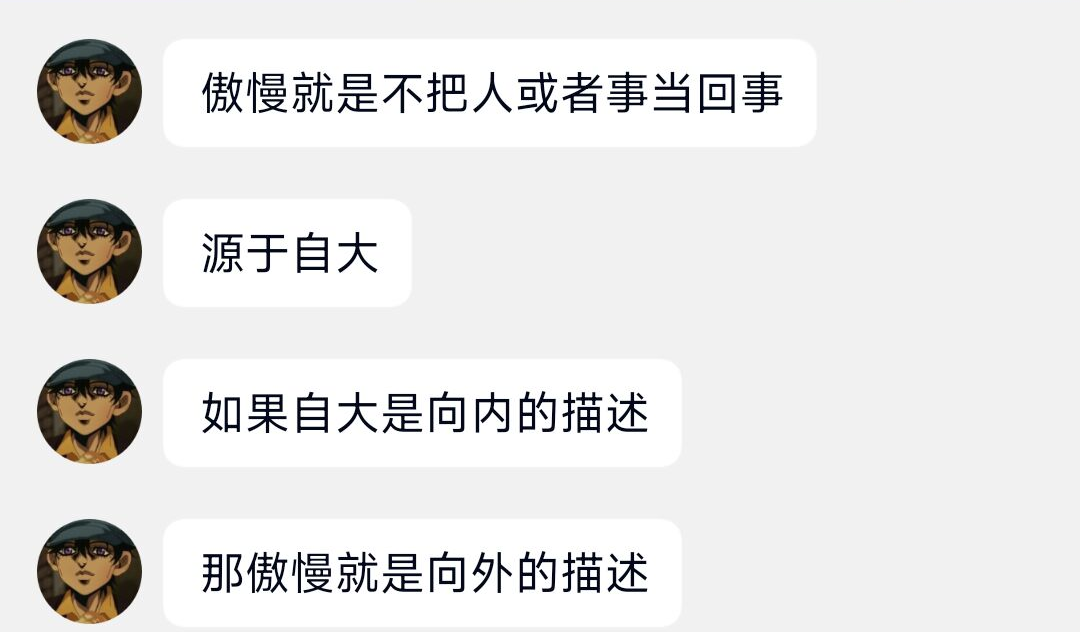 傲慢就是不把人或者事当回事
源于自大
如果自大是向内的描述
那傲慢就是向外的描述